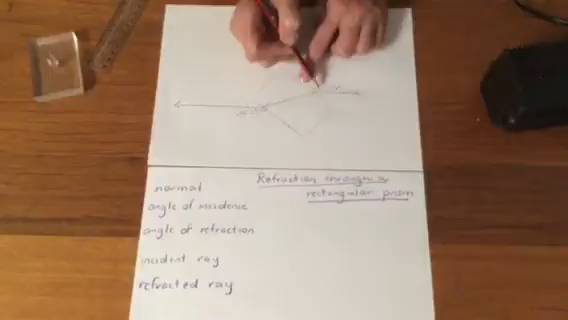 Refraction through a
rectangular prism
normal
angle of incidence
angle of refraction
incident ray
refracted ray